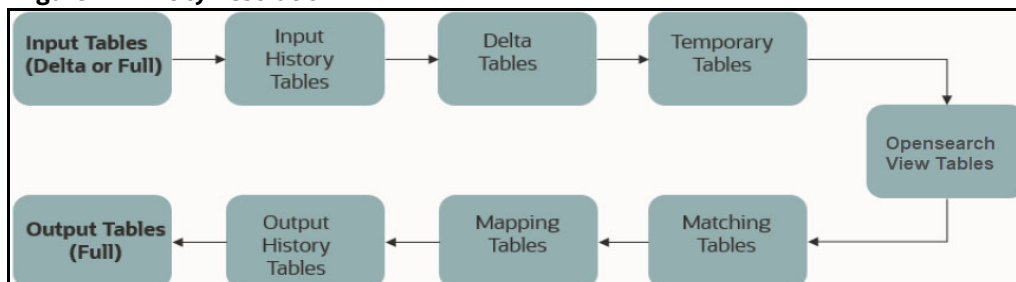 Input Tables
(Delta or Full)
Input
History
Tables
Delta
Tables
Temporary
Tables
Opensearch
View Tables
Output Tables
(Full)
Output
History
Tables
Mapping
Tables
Matching
Tables